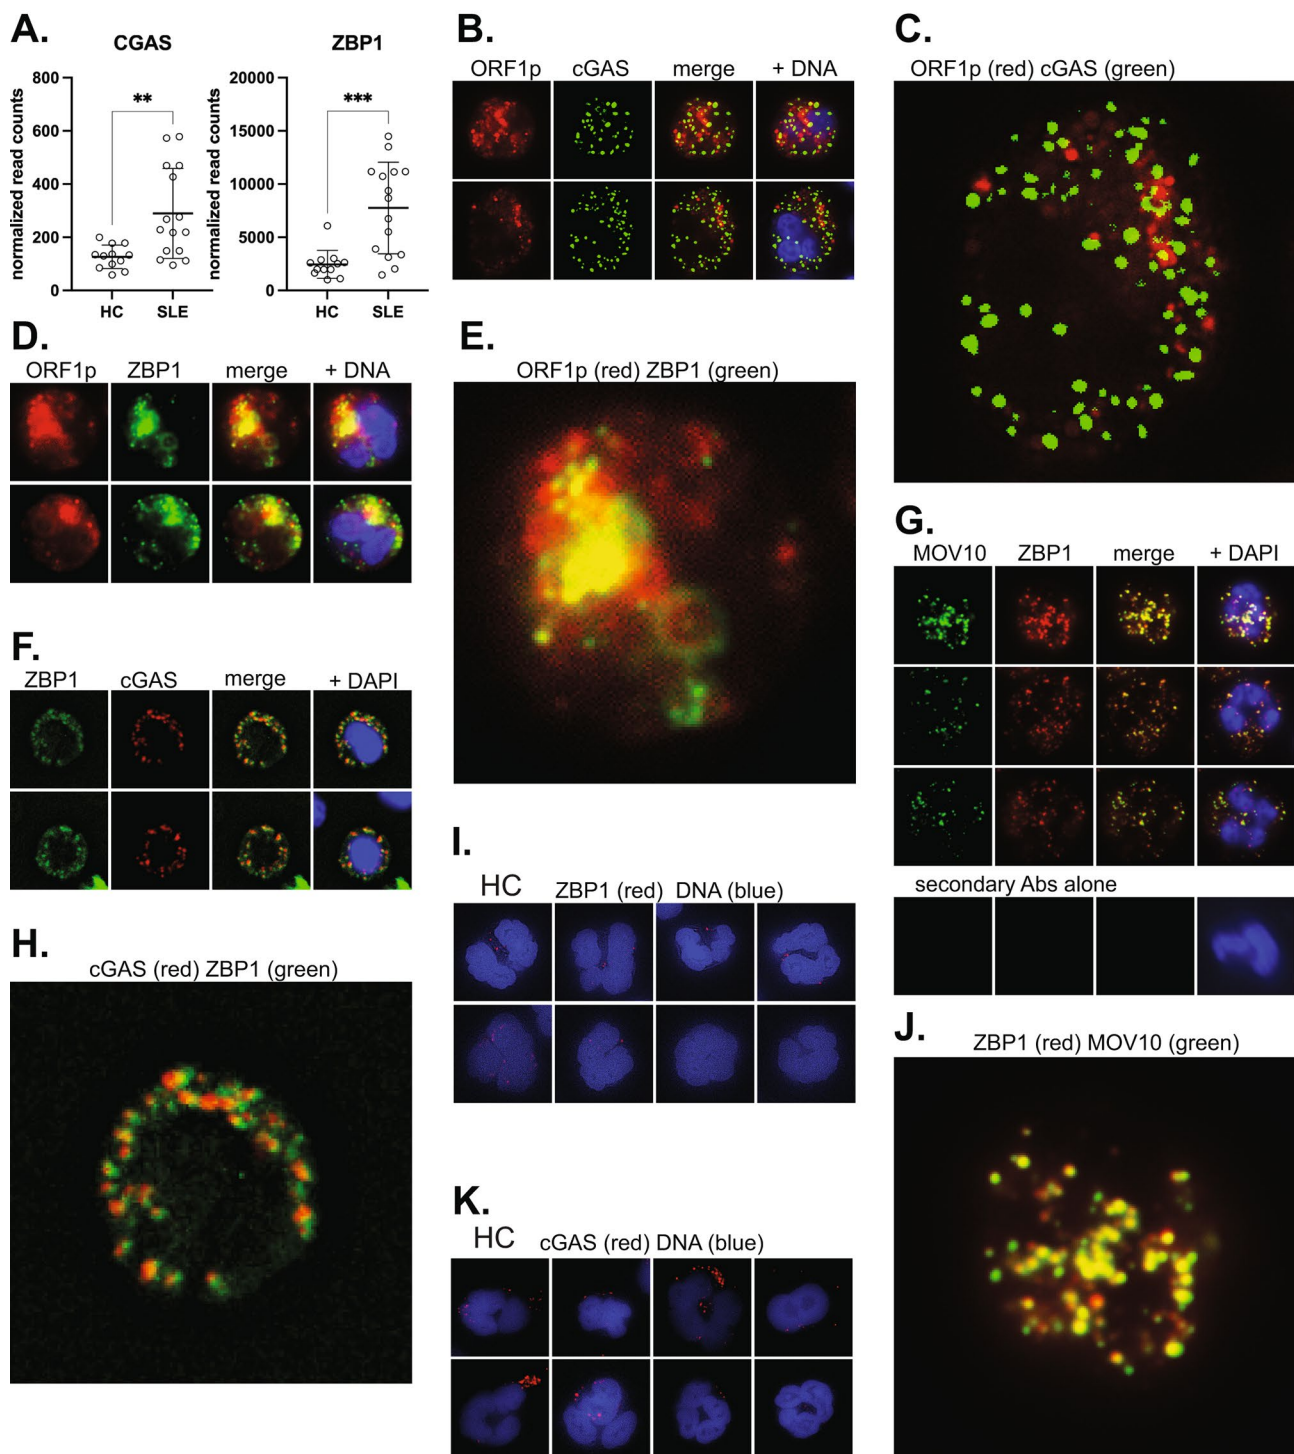 A.
CGAS
ZBP1
normalized read counts
800
600
400
200
0
**
HC
SLE
normalized read counts
20000
15000
10000
5000
0
***
HC
SLE
B.
ORF1p cGAS merge + DNA
C.
ORF1p (red) cGAS (green)
D.
ORF1p ZBP1 merge + DNA
E.
ORF1p (red) ZBP1 (green)
F.
ZBP1 cGAS merge + DAPI
G.
MOV10 ZBP1 merge + DAPI
secondary Abs alone
H.
cGAS (red) ZBP1 (green)
I.
HC ZBP1 (red) DNA (blue)
J.
ZBP1 (red) MOV10 (green)
K.
HC cGAS (red) DNA (blue)